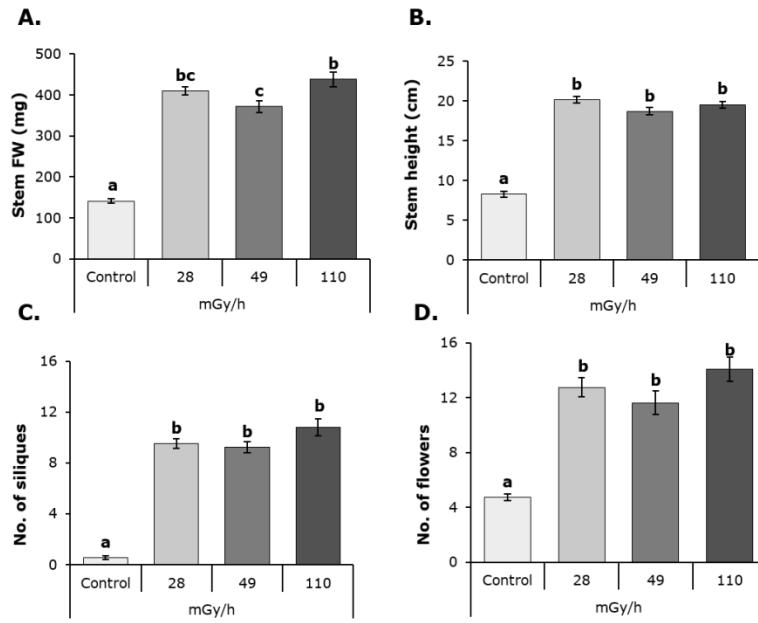 A.
Stem FW (mg)
500
400
300
200
100
0
a
bc
c
b
Control 28 49 110
mGy/h
B.
Stem height (cm)
25
20
15
10
5
0
a
b
b
b
Control 28 49 110
mGy/h
C.
No. of siliques
16
12
8
4
0
a
b
b
b
Control 28 49 110
mGy/h
D.
No. of flowers
16
12
8
4
0
a
b
b
b
Control 28 49 110
mGy/h